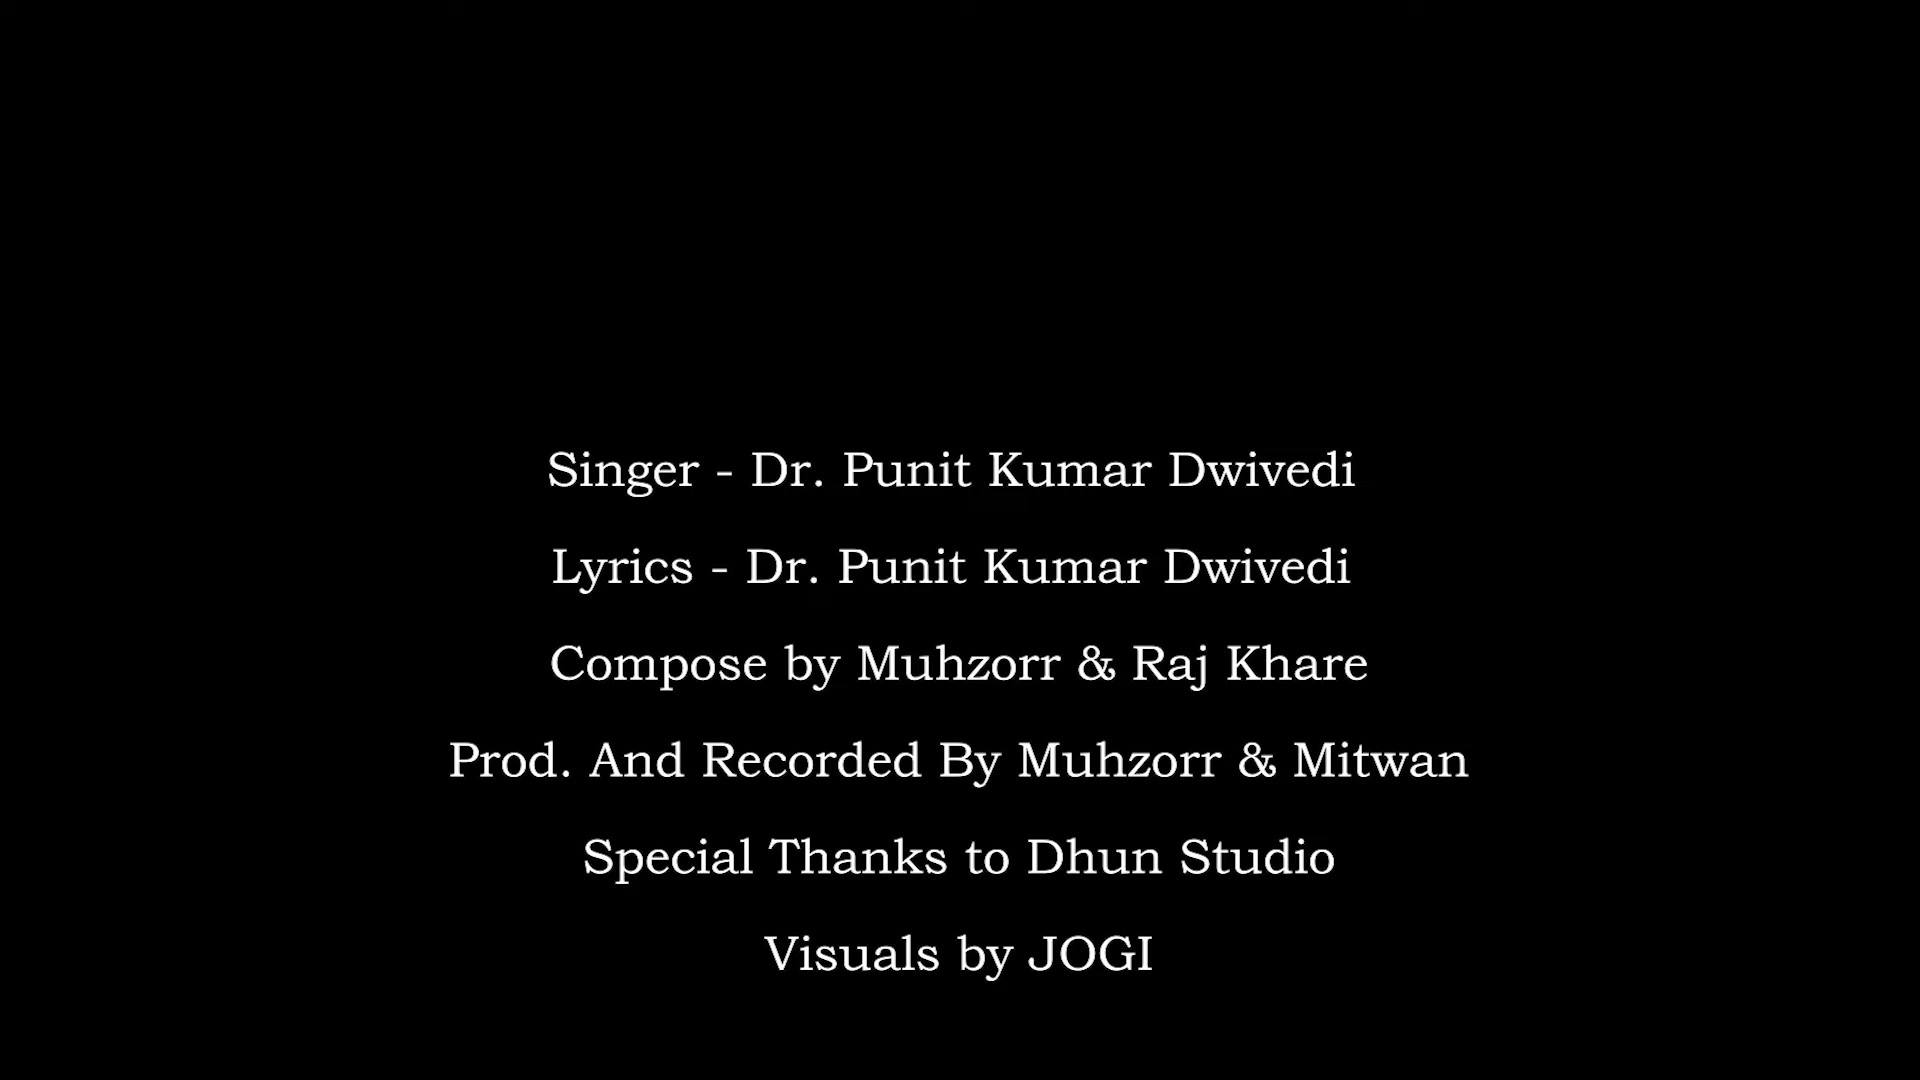 Singer - Dr. Punit Kumar Dwivedi
Lyrics - Dr. Punit Kumar Dwivedi
Compose by Muhzorr & Raj Khare
Prod. And Recorded By Muhzorr & Mitwan
Special Thanks to Dhun Studio
Visuals by JOGI